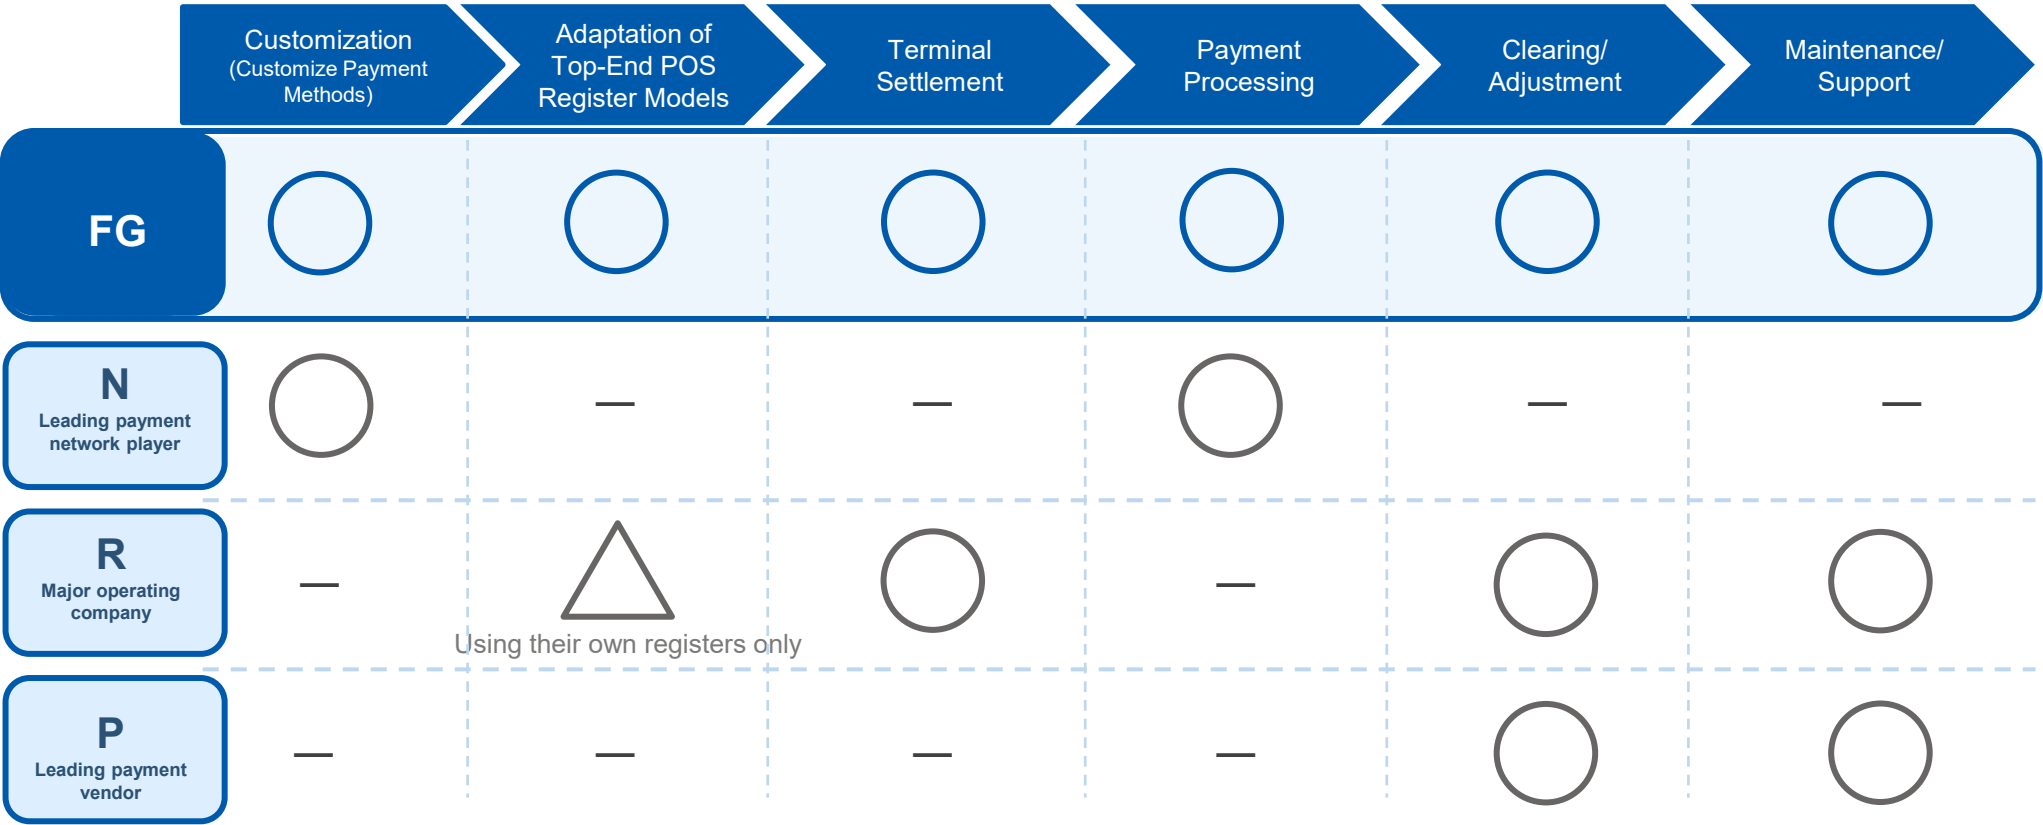 Customization
(Customize Payment
Methods)
Adaptation of
Top-End POS
Register Models
Terminal
Settlement
Payment
Processing
Clearing/
Adjustment
Maintenance/
Support
FG
N
Leading payment
network player
— — — —
R
Major operating
company
— —
Using their own registers only
P
Leading payment
vendor
— — — —